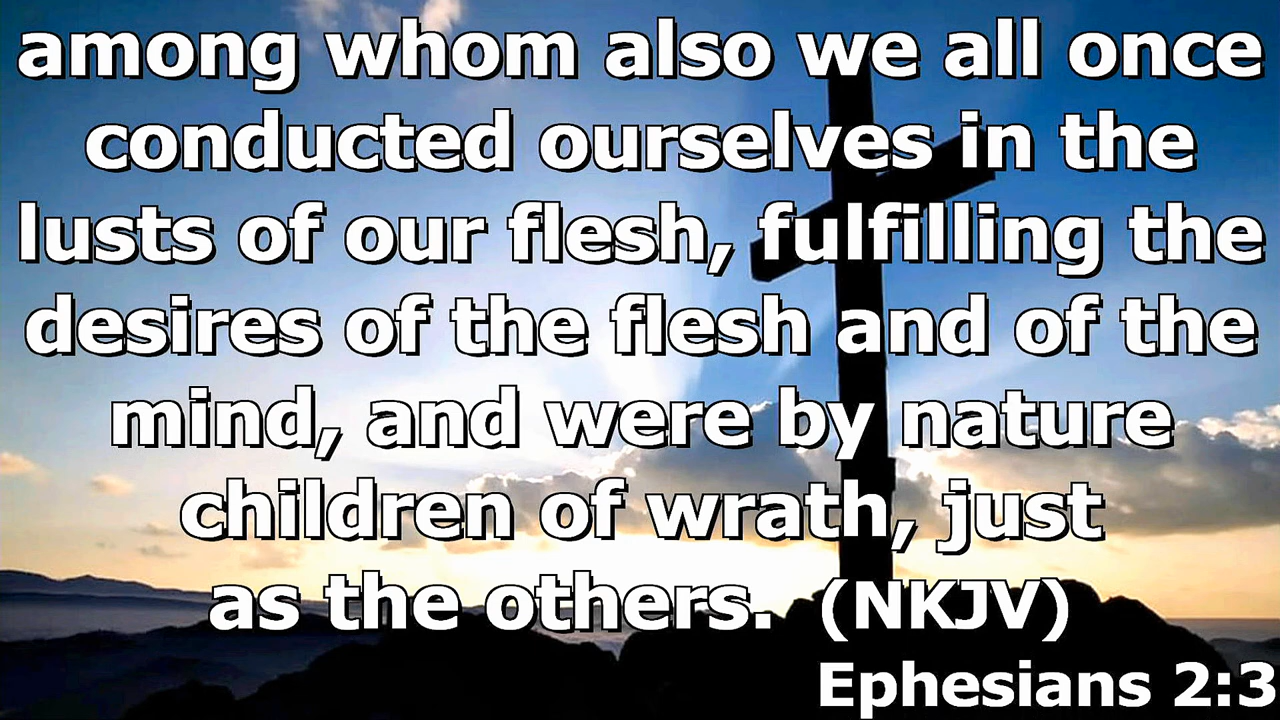 among whom also we all once
conducted ourselves in the
lusts of our flesh, fulfilling the
desires of the flesh and of the
mind, and were by nature
children of wrath, just
as the others. (NKJV)
Ephesians 2:3